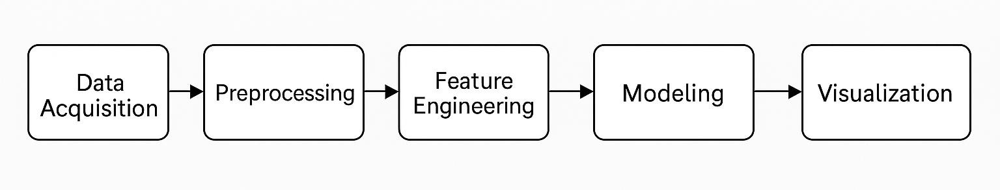 Data
Acquisition
Preprocessing
Feature
Engineering
Modeling
Visualization